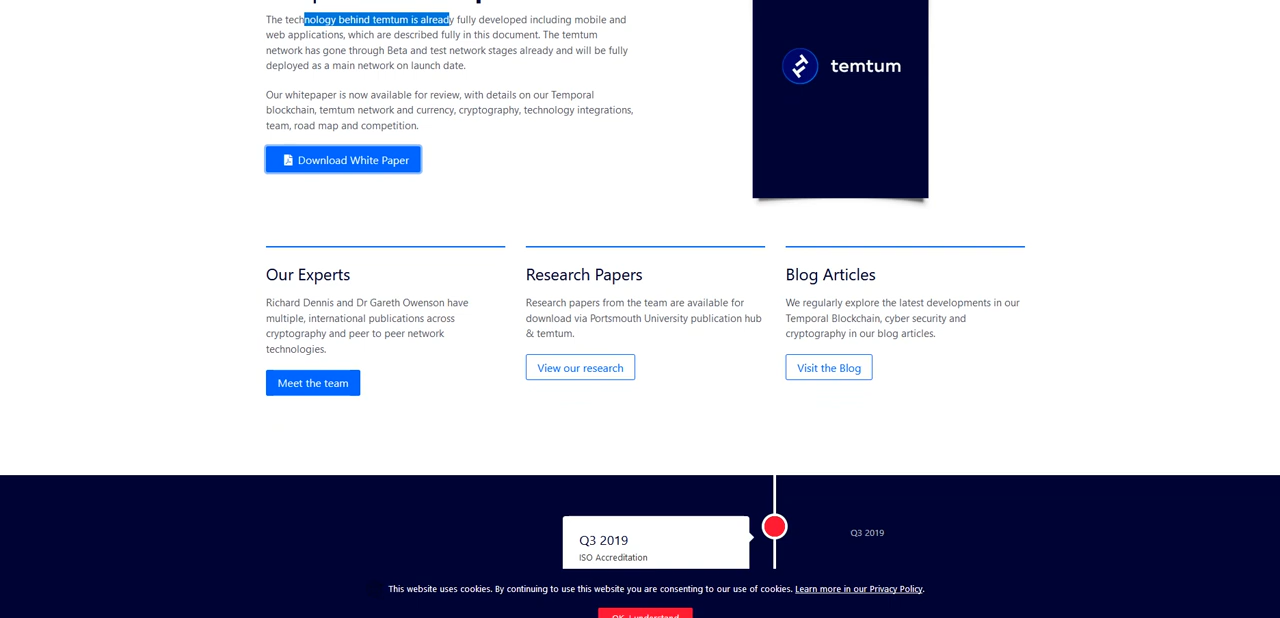 The technology behind temtum is already fully developed including mobile and
web applications, which are described fully in this document. The temtum
network has gone through Beta and test network stages already and will be fully
deployed as a main network on launch date.
Our whitepaper is now available for review, with details on our Temporal
blockchain, temtum network and currency, cryptography, technology integrations,
team, road map and competition.
Download White Paper
temtum
Our Experts
Richard Dennis and Dr Gareth Owenson have
multiple, international publications across
cryptography and peer to peer network
technologies.
Meet the team
Research Papers
Research papers from the team are available for
download via Portsmouth University publication hub
& temtum.
View our research
Blog Articles
We regularly explore the latest developments in our
Temporal Blockchain, cyber security and
cryptography in our blog articles.
Visit the Blog
Q3 2019
ISO Accreditation
Q3 2019
This website uses cookies. By continuing to use this website you are consenting to our use of cookies. Learn more in our Privacy Policy.
OK, I understand